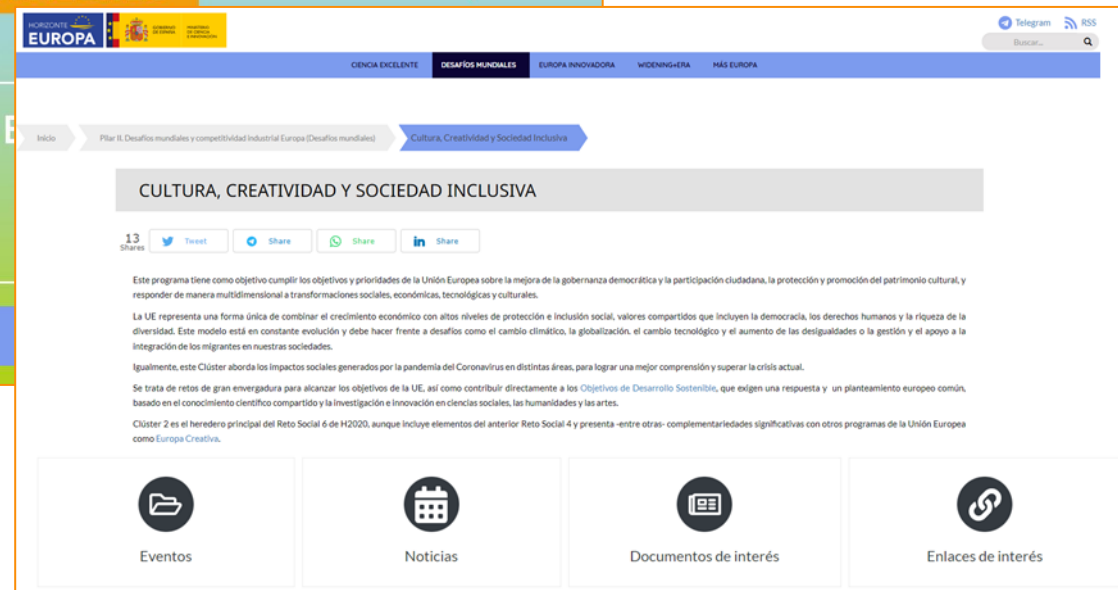 HORIZONTE
EUROPA
GOBIERNO
DE ESPAÑA
MINISTERIO
DE CIENCIA
E INNOVACIÓN
Telegram RSS
Buscar...
CIENCIA EXCELENTE DESAFÍOS MUNDIALES EUROPA INNOVADORA WIDENING+ERA MÁS EUROPA
E
Inicio Pilar II, Desafíos mundiales y competitividad industrial Europa (Desafíos mundiales) Cultura, Creatividad y Sociedad Inclusiva
CULTURA, CREATIVIDAD Y SOCIEDAD INCLUSIVA
13
Shares
Tweet Share Share Share
Este programa tiene como objetivo cumplir los objetivos y prioridades de la Unión Europea sobre la mejora de la gobernanza democrática y la participación ciudadana, la protección y promoción del patrimonio cultural, y
responder de manera multidimensional a transformaciones sociales, económicas, tecnológicas y culturales.
La UE representa una forma única de combinar el crecimiento económico con altos niveles de protección e inclusión social, valores compartidos que incluyen la democracia, los derechos humanos y la riqueza de la
diversidad. Este modelo está en constante evolución y debe hacer frente a desafíos como el cambio climático, la globalización. el cambio tecnológico y el aumento de las desigualdades o la gestión y el apoyo a la
integración de los migrantes en nuestras sociedades.
Igualmente, este Clúster aborda los impactos sociales generados por la pandemia del Coronavirus en distintas áreas, para lograr una mejor comprensión y superar la crisis actual.
Se trata de retos de gran envergadura para alcanzar los objetivos de la UE, así como contribuir directamente a los Objetivos de Desarrollo Sostenible, que exigen una respuesta y un planteamiento europeo común,
basado en el conocimiento científico compartido y la investigación e innovación en ciencias sociales, las humanidades y las artes.
Clúster 2 es el heredero principal del Reto Social 6 de H2020, aunque incluye elementos del anterior Reto Social 4 y presenta -entre otras- complementariedades significativas con otros programas de la Unión Europea
como Europa Creativa.
Eventos Noticias Documentos de interés Enlaces de interés